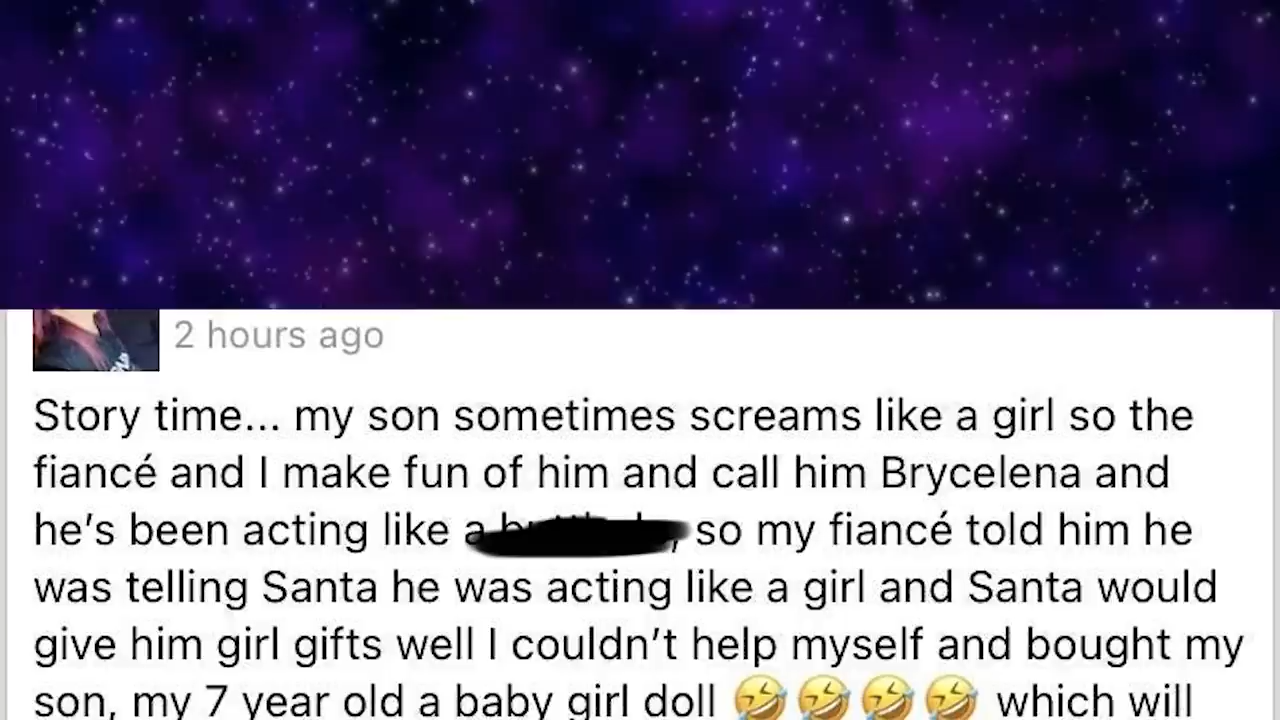 2 hours ago
Story time... my son sometimes screams like a girl so the
fiancé and I make fun of him and call him Brycelena and
he's been acting like a so my fiancé told him he
was telling Santa he was acting like a girl and Santa would
give him girl gifts well I couldn't help myself and bought my
son, my 7 year old a baby girl doll 🤣🤣🤣🤣 which will